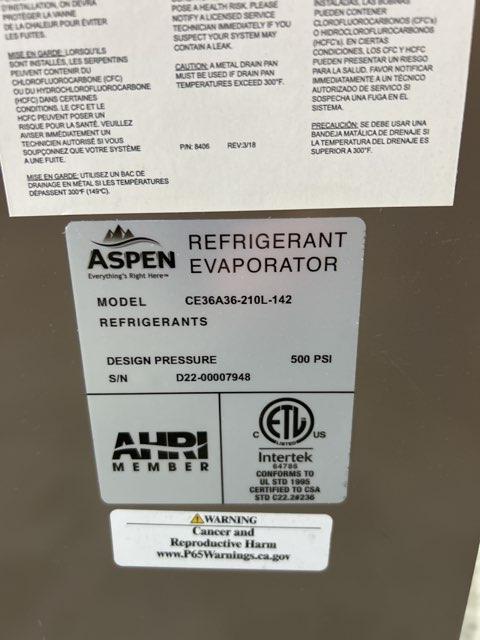 D'INSTALLATION, ON DEVRA
PROTÉGER LA VANNE
DE LA CHALEUR POUR ÉVITER
LES FUITES.
MISE EN GARDE: LORSQU'ILS
SONT INSTALLÉS, LES SERPENTINS
PEUVENT CONTENIR DU
CHLOROFLUOROCARBONE (CFC)
OU DU HYDROCHLOROFLUOROCARBONE
(HCFC) DANS CERTAINES
CONDITIONS. LE CFC ET LE
HCFC PEUVENT POSER UN
RISQUE POUR LA SANTÉ. VEUILLEZ
AVISER IMMÉDIATEMENT UN
TECHNICIEN AUTORISÉ SI VOUS
SOUPÇONNEZ QUE VOTRE SYSTÈME
A UNE FUITE.
MISE EN GARDE: UTILISEZ UN BAC DE
DRAINAGE EN MÉTAL SI LES TEMPÉRATURES
DÉPASSENT 300°F (149°C).
POSE A HEALTH RISK. PLEASE
NOTIFY A LICENSED SERVICE
TECHNICIAN IMMEDIATELY IF YOU
SUSPECT YOUR SYSTEM MAY
CONTAIN A LEAK.
CAUTION: A METAL DRAIN PAN
MUST BE USED IF DRAIN PAN
TEMPERATURES EXCEED 300°F.
P/N: 8406 REV:3/18
INSTALADAS, LAS BOBINAS
PUEDEN CONTENER
CLOROFLUOROCARBONOS (CFC's)
O HIDROCLOROFLUOROCARBONOS
(HCFC's). EN CIERTAS
CONDICIONES, LOS CFC Y HCFC
PUEDEN PRESENTAR UN RIESGO
PARA LA SALUD. FAVOR NOTIFICAR
IMMEDIATAMENTE A UN TÉCNICO
AUTORIZADO DE SERVICIO SI
SOSPECHA UNA FUGA EN EL
SISTEMA.
PRECAUCIÓN: SE DEBE USAR UNA
BANDEJA MATÁLICA DE DRENAJE SI
LA TEMPERATURA DEL DRENAJE ES
SUPERIOR A 300°F.
ASPEN
Everything's Right Here™
REFRIGERANT
EVAPORATOR
MODEL CE36A36-210L-142
REFRIGERANTS
DESIGN PRESSURE 500 PSI
S/N D22-00007948
AHRI
MEMBER
ETL
LISTED
C US
Intertek
64786
CONFORMS TO
UL STD 1995
CERTIFIED TO CSA
STD C22.2#236
⚠WARNING
Cancer and
Reproductive Harm
www.P65Warnings.ca.gov